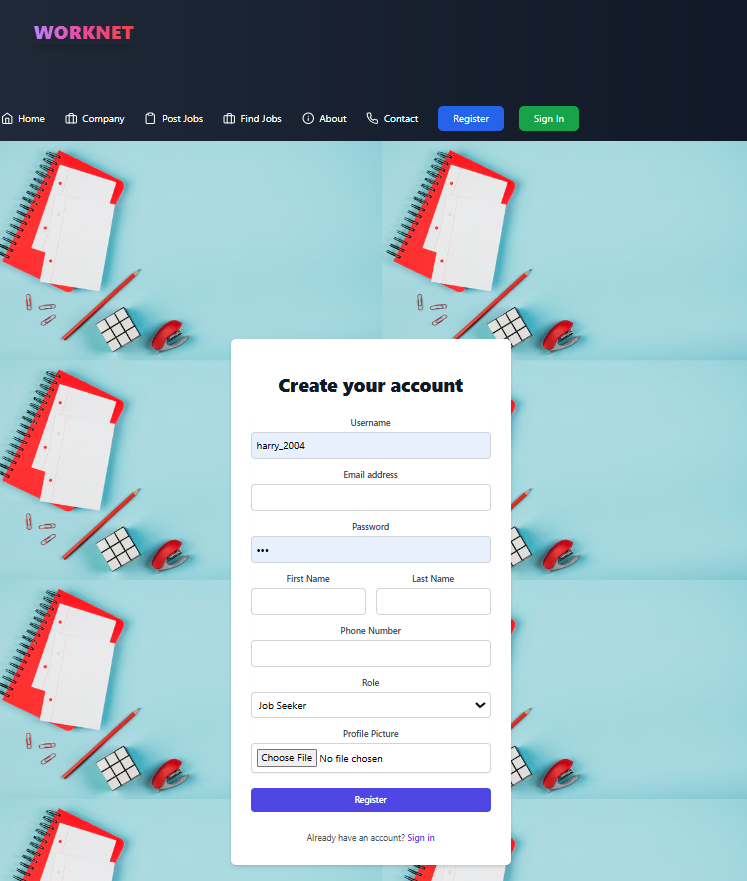 WORKNET
Home Company Post Jobs Find Jobs About Contact Register Sign In
Create your account
Username
harry_2004
Email address
Password
•••
First Name Last Name
Phone Number
Role
Job Seeker
Profile Picture
Choose File No file chosen
Register
Already have an account? Sign in